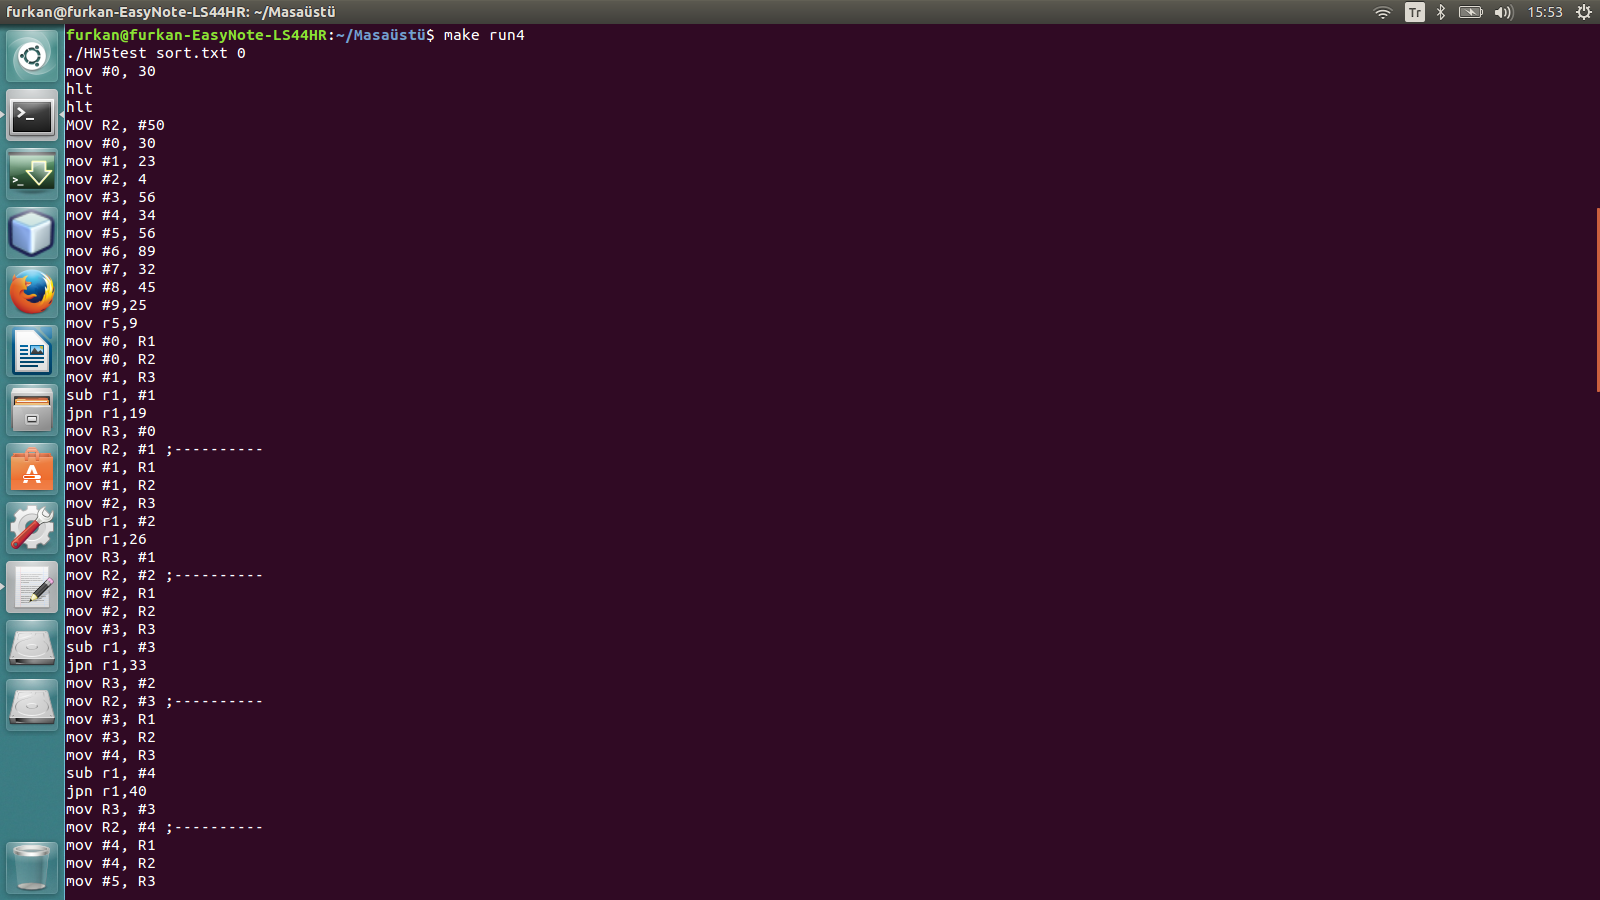 furkan@furkan-EasyNote-LS44HR: ~/Masaüstü
Tr
15:53
furkan@furkan-EasyNote-LS44HR:~/Masaüstü$ make run4
./HW5test sort.txt 0
mov #0, 30
hlt
hlt
MOV R2, #50
mov #0, 30
mov #1, 23
mov #2, 4
mov #3, 56
mov #4, 34
mov #5, 56
mov #6, 89
mov #7, 32
mov #8, 45
mov #9,25
mov r5,9
mov #0, R1
mov #0, R2
mov #1, R3
sub r1, #1
jpn r1,19
mov R3, #0
mov R2, #1 ;----------
mov #1, R1
mov #1, R2
mov #2, R3
sub r1, #2
jpn r1,26
mov R3, #1
mov R2, #2 ;----------
mov #2, R1
mov #2, R2
mov #3, R3
sub r1, #3
jpn r1,33
mov R3, #2
mov R2, #3 ;----------
mov #3, R1
mov #3, R2
mov #4, R3
sub r1, #4
jpn r1,40
mov R3, #3
mov R2, #4 ;----------
mov #4, R1
mov #4, R2
mov #5, R3